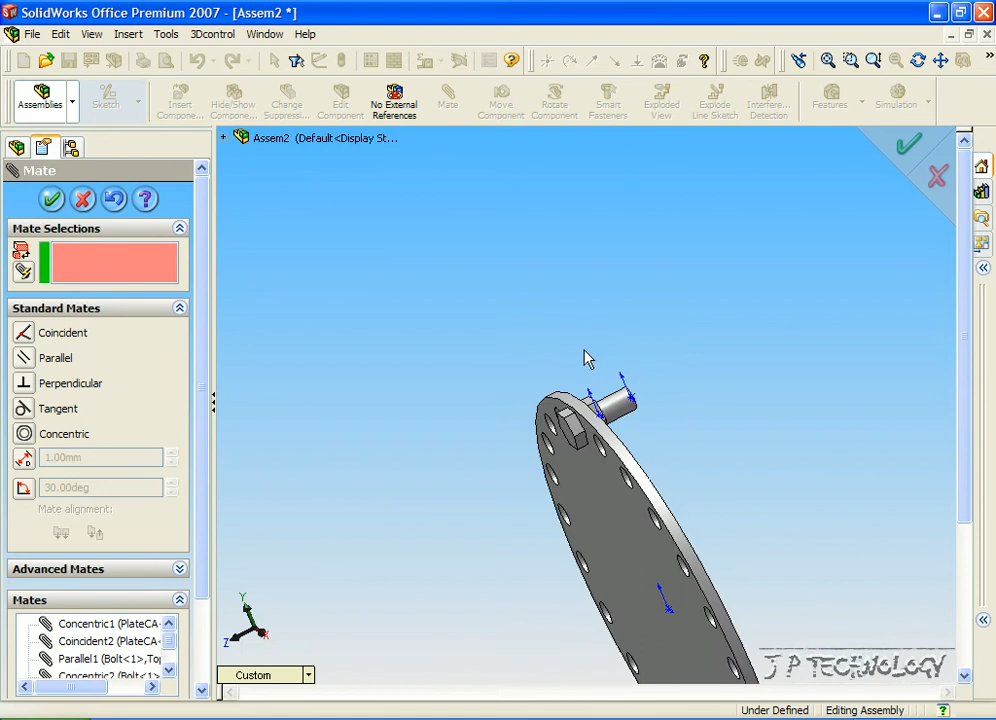 SolidWorks Office Premium 2007 - [Assem2 *]
File Edit View Insert Tools 3Dcontrol Window Help
Assemblies Sketch Insert Compone... Hide/Show Compone... Change Suppressi... Edit Component No External References Mate Move Component Rotate Component Smart Fasteners Exploded View Explode Line Sketch Interfere... Detection Features Simulation
Assem2 (Default<Display St...
Mate
Mate Selections
Standard Mates
Coincident
Parallel
Perpendicular
Tangent
Concentric
1.00mm
30.00deg
Mate alignment:
Advanced Mates
Mates
Concentric1 (PlateCA-
Coincident2 (PlateCA-
Parallel1 (Bolt<1>,Top
Concentric2 (Bolt<1>
Y
Z
X
Custom
J P TECHNOLOGY
Under Defined Editing Assembly